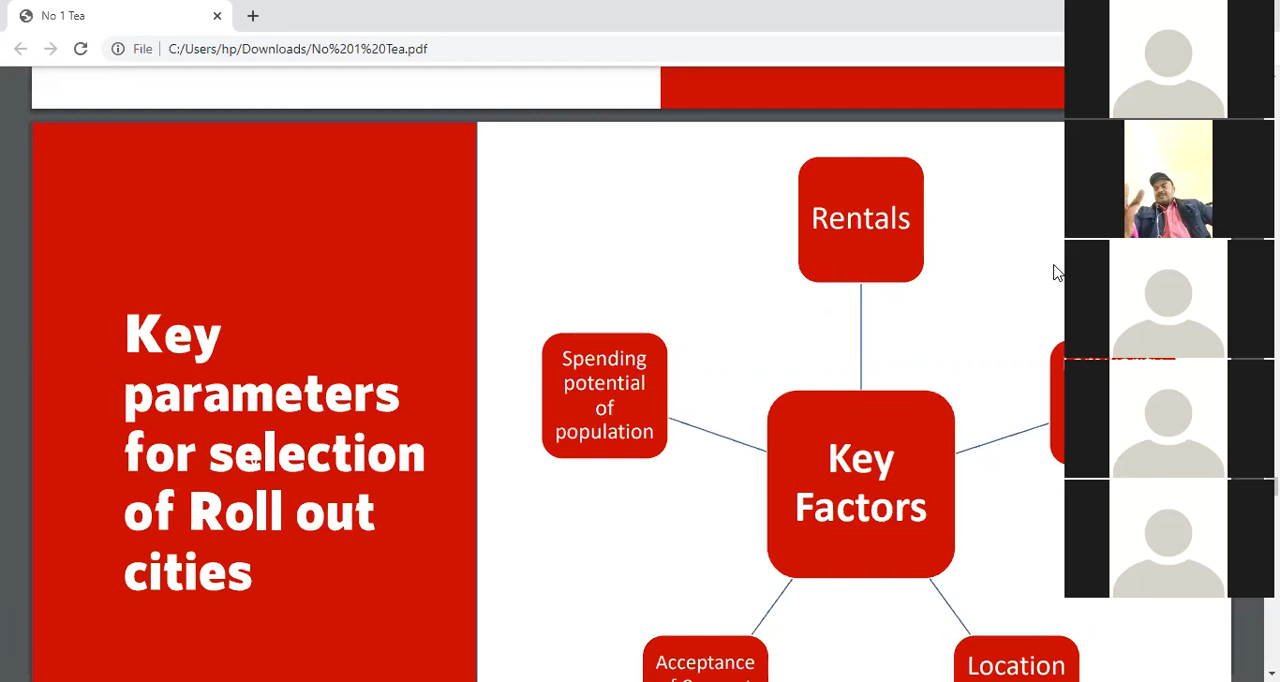 No 1 Tea
File
C:/Users/hp/Downloads/No%201%20Tea.pdf
Key
parameters
for selection
of Roll out
cities
Rentals
Spending
potential
of
population
Key
Factors
Acceptance
Location